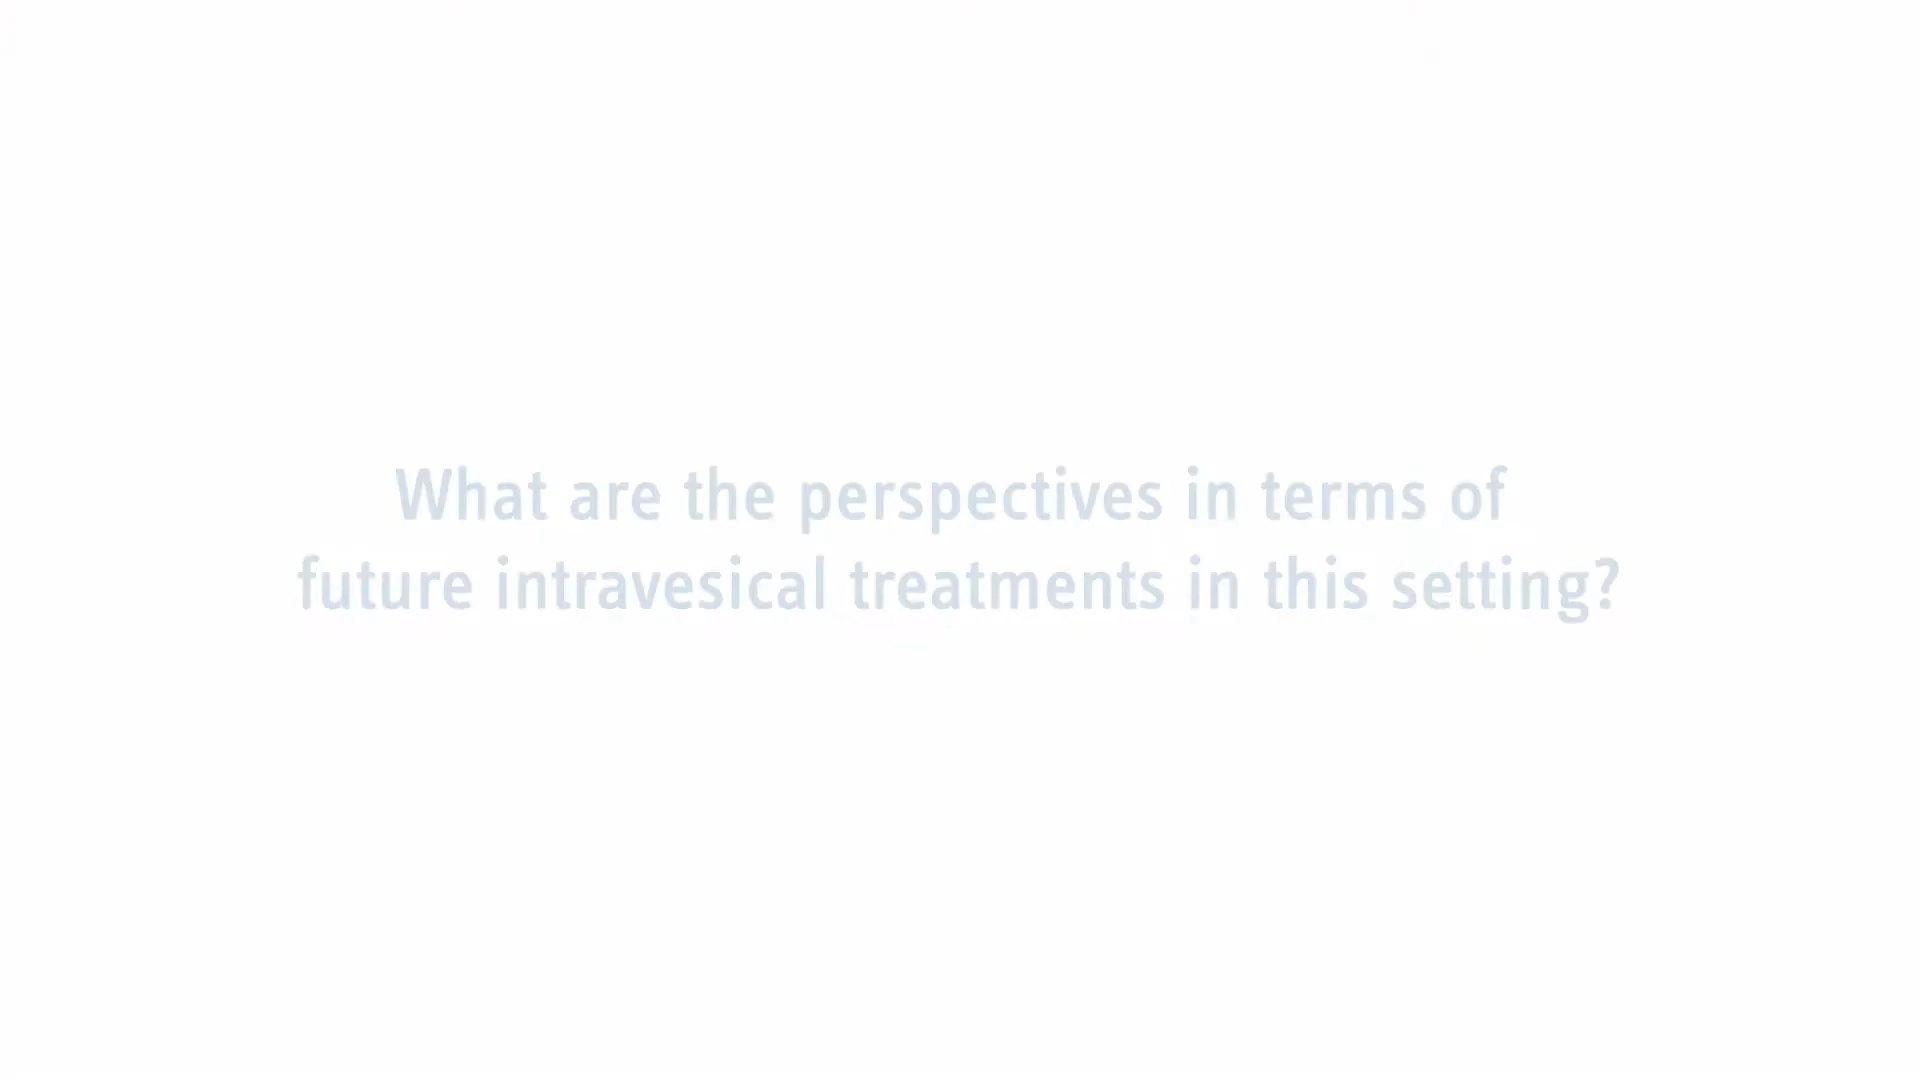 What are the perspectives in terms of
future intravesical treatments in this setting?